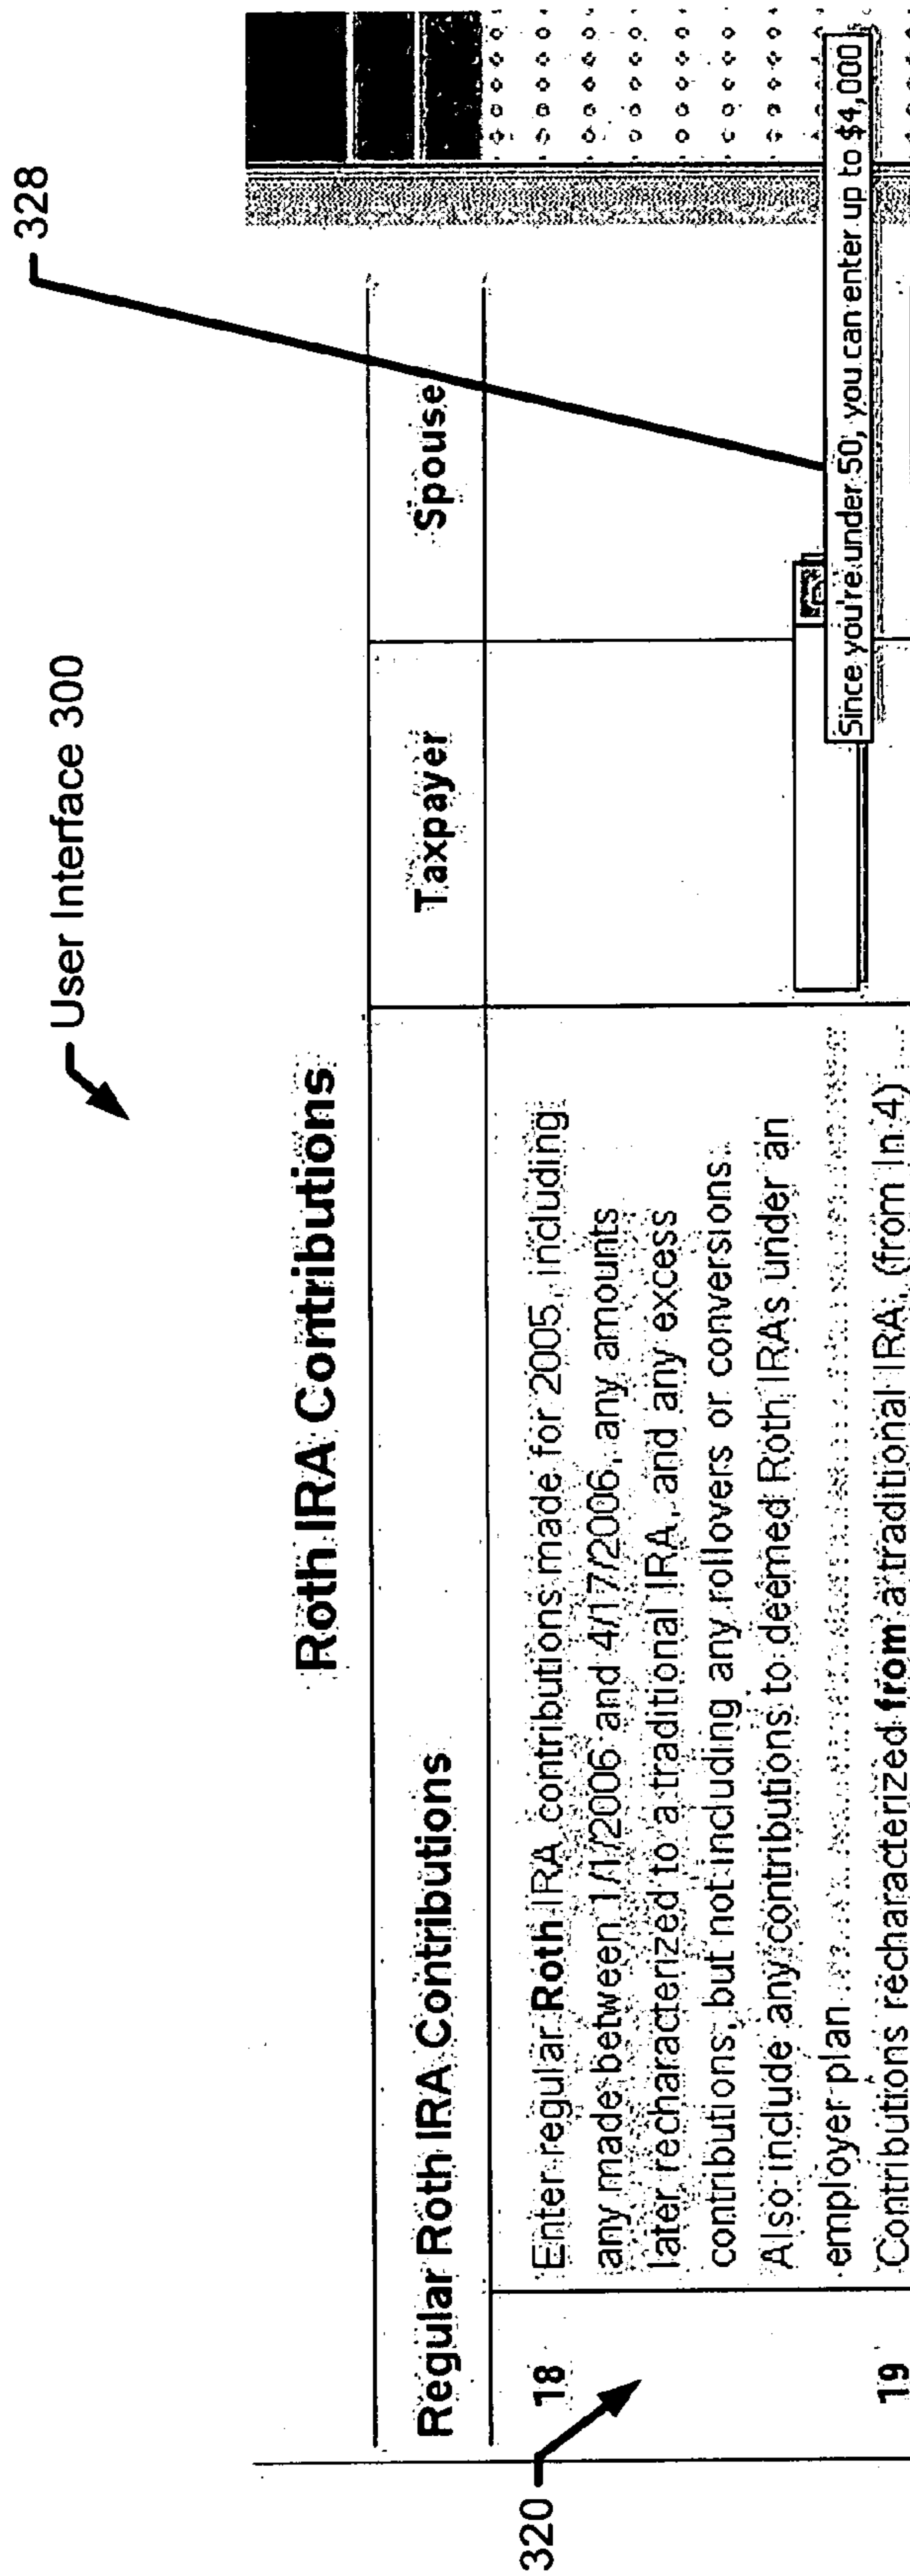 User Interface 300
328
Roth IRA Contributions
Regular Roth IRA Contributions
Taxpayer
Spouse
320
18
Enter regular Roth IRA contributions made for 2005, including
any made between 1/1/2006 and 4/17/2006, any amounts
later recharacterized to a traditional IRA, and any excess
contributions, but not including any rollovers or conversions.
Also include any contributions to deemed Roth IRAs under an
employer plan
Since you're under 50, you can enter up to $4,000
19
Contributions recharacterized from a traditional IRA, (from ln 4)